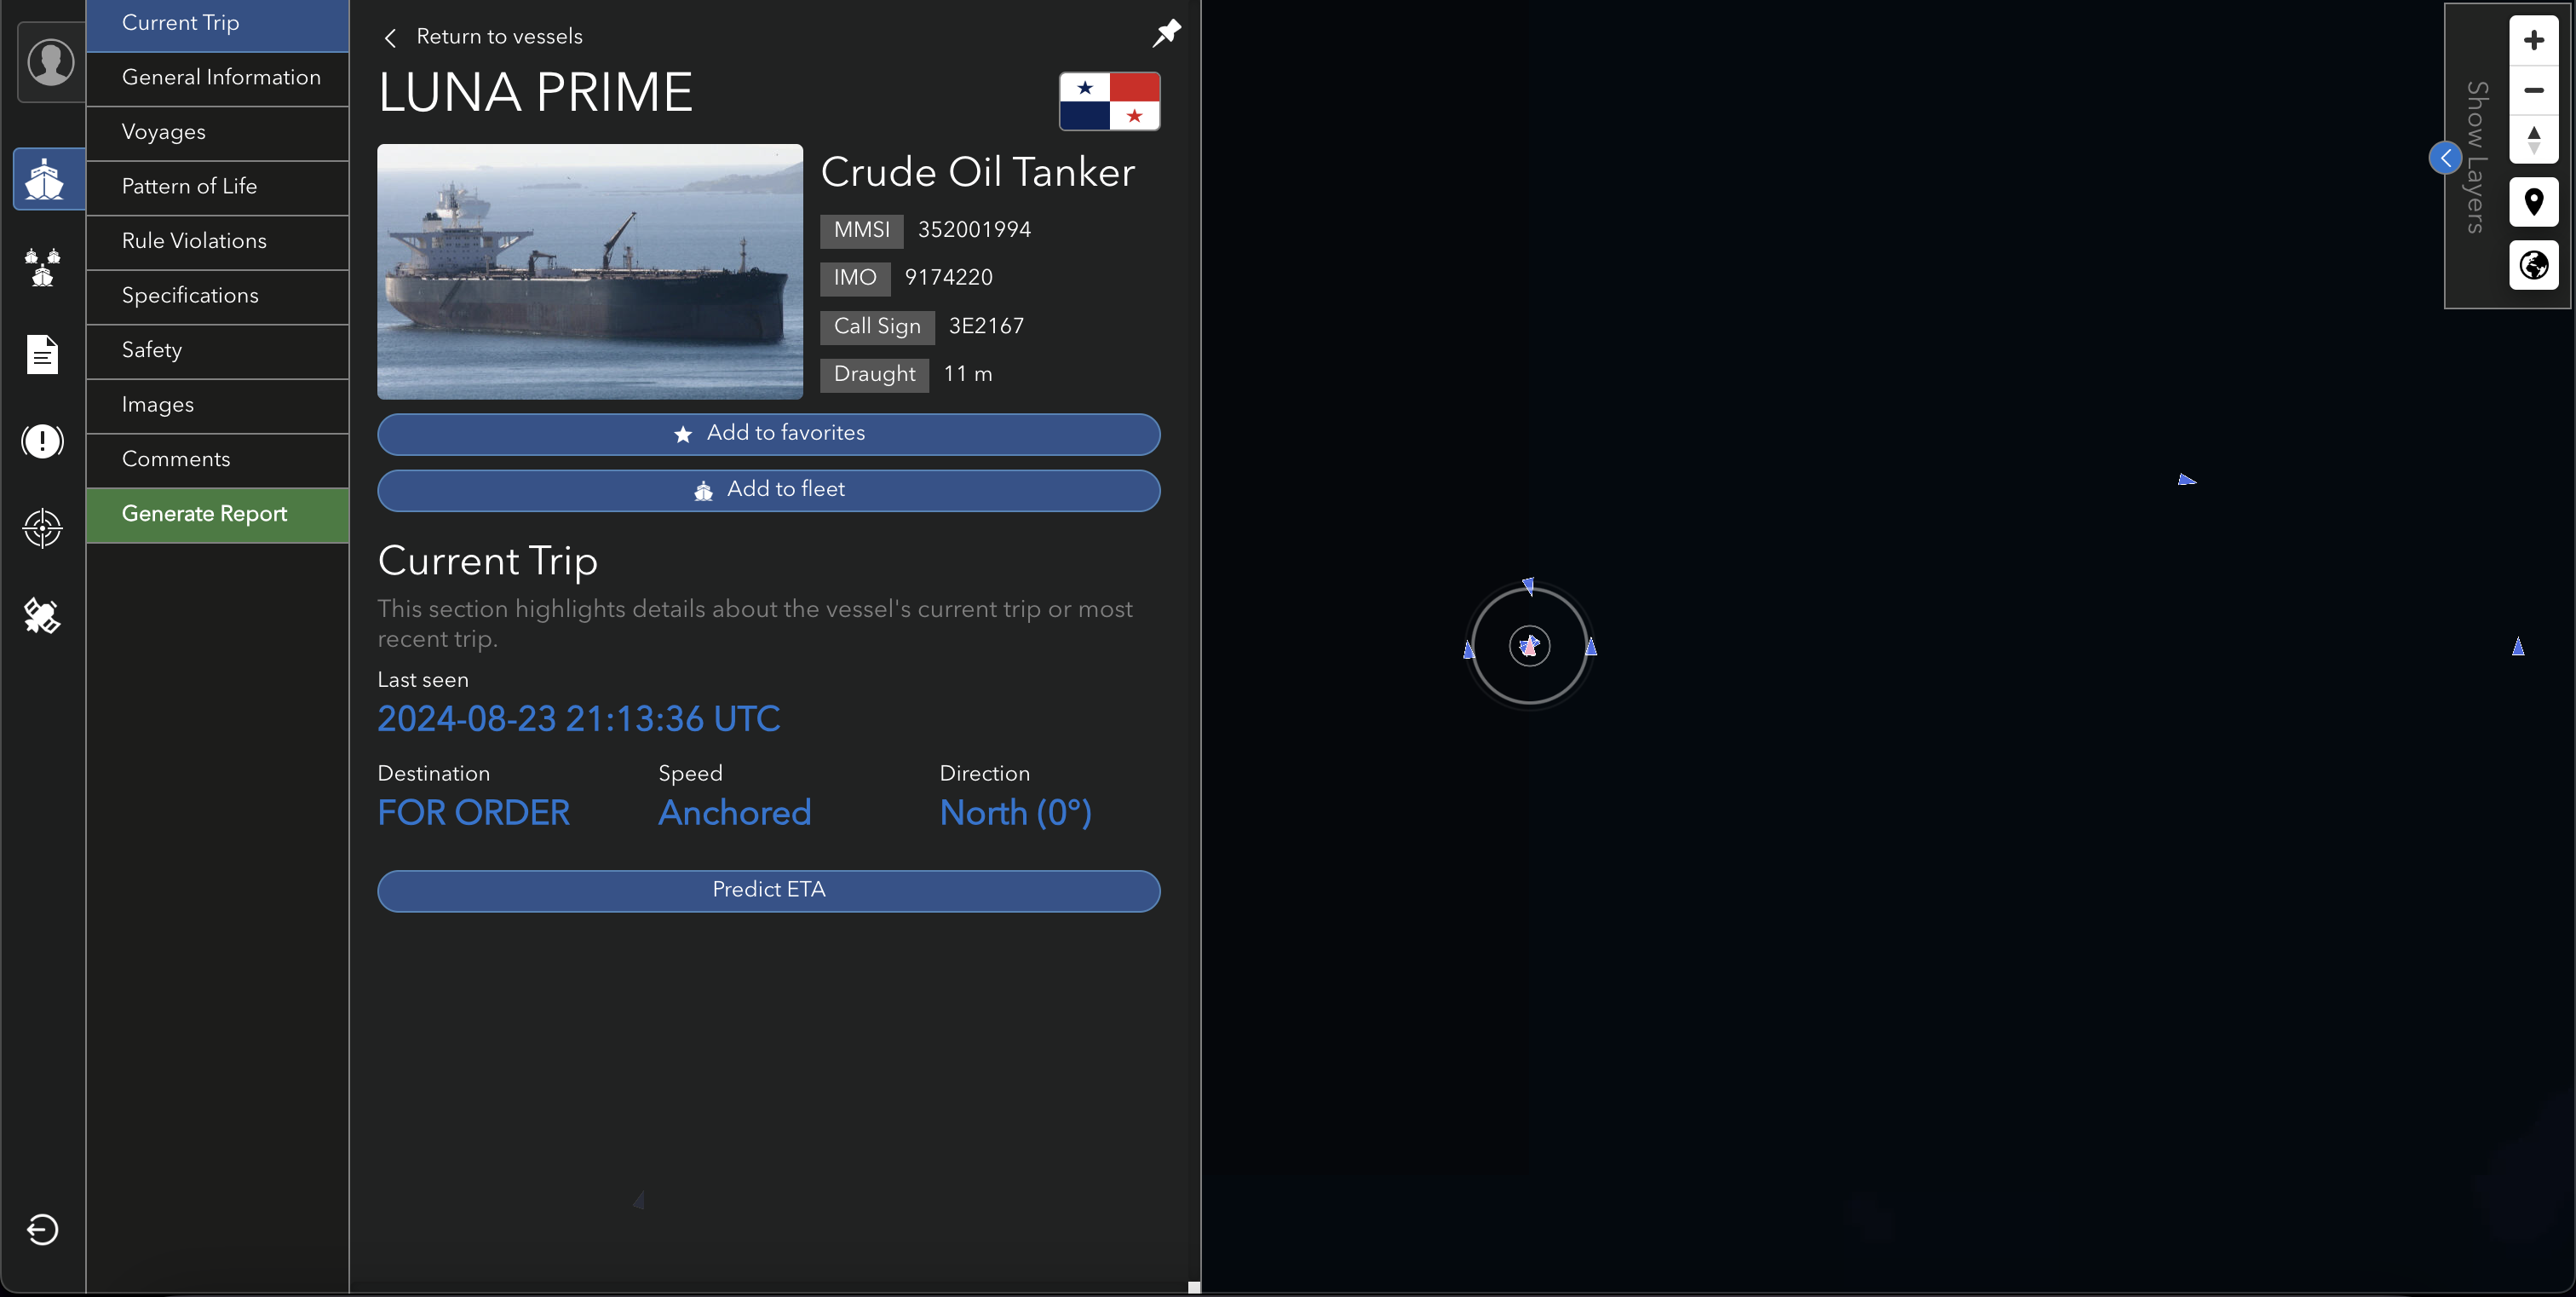 Current Trip
General Information
Voyages
Pattern of Life
Rule Violations
Specifications
Safety
Images
Comments
Generate Report
Return to vessels
LUNA PRIME
Crude Oil Tanker
MMSI 352001994
IMO 9174220
Call Sign 3E2167
Draught 11 m
Add to favorites
Add to fleet
Current Trip
This section highlights details about the vessel's current trip or most
recent trip.
Last seen
2024-08-23 21:13:36 UTC
Destination Speed Direction
FOR ORDER Anchored North (0°)
Predict ETA
Show Layers